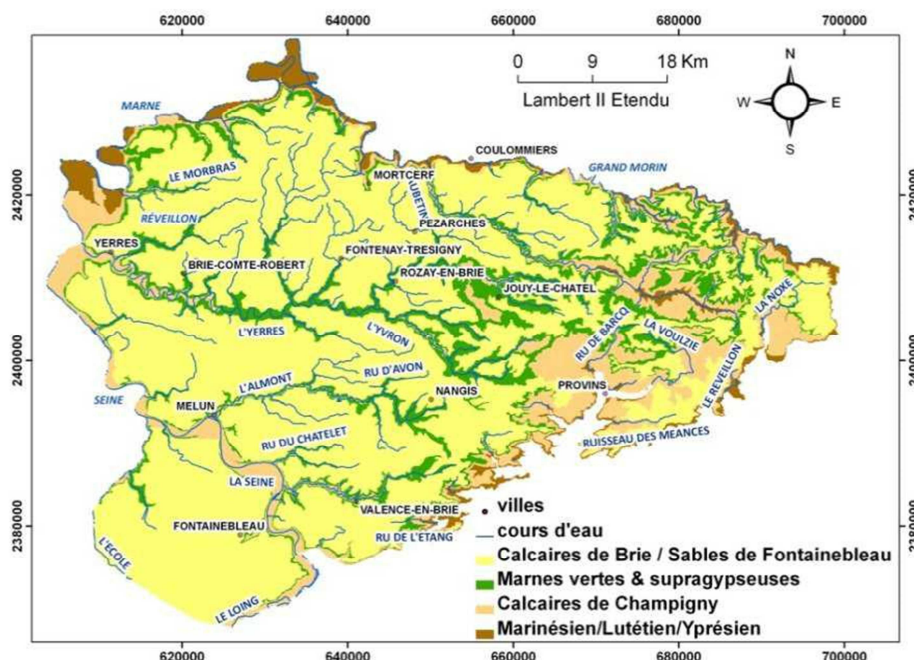 620000 640000 660000 680000 700000
0 9 18 Km
Lambert II Etendu
N
W E
S
MARNE
COULOMMIERS
LE MORBRAS
MORTCERF
GRAND MORIN
2420000 2420000
AUBETIN
RÉVEILLON
PEZARCHES
YERRES
FONTENAY-TRESIGNY
BRIE-COMTE-ROBERT
ROZAY-EN-BRIE
JOUY-LE-CHATEL
LA NOXE
L'YERRES
L'YVRON
RU DE BARCQ
LA VOULZIE
2400000 2400000
RU D'AVON
L'ALMONT
PROVINS
LE REVEILLON
SEINE
MELUN
NANGIS
RU DU CHATELET
RUISSEAU DES MEANCES
LA SEINE
VALENCE-EN-BRIE
FONTAINEBLEAU
RU DE L'ETANG
2380000 2380000
L'ECOLE
LE LOING
villes
cours d'eau
Calcaires de Brie / Sables de Fontainebleau
Marnes vertes & supragypseuses
Calcaires de Champigny
Marinésien/Lutétien/Yprésien
620000 640000 660000 680000 700000